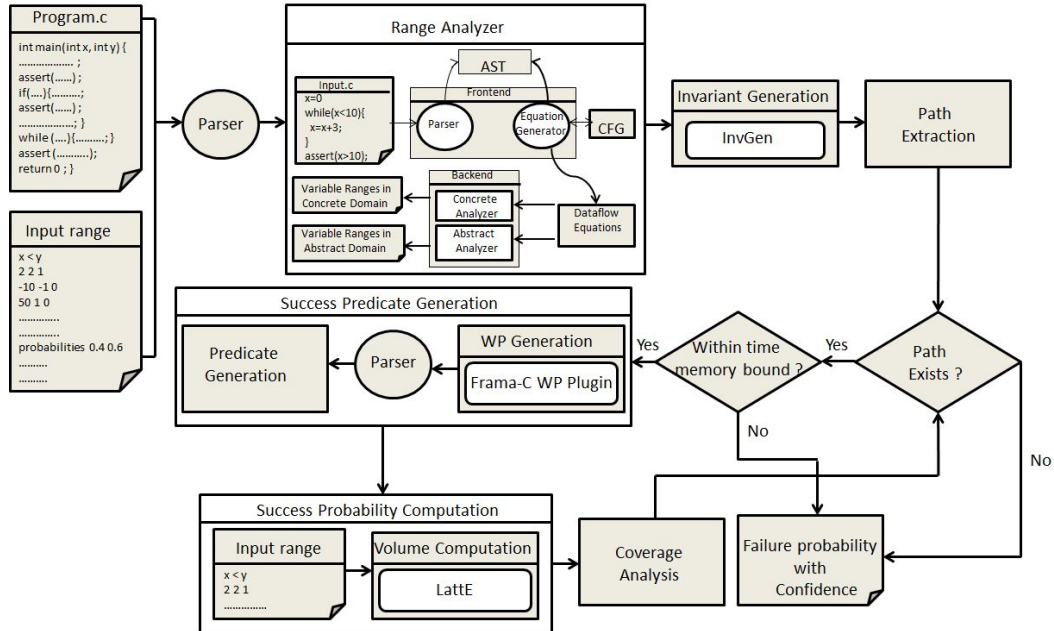 Program.c
int main(int x, int y) {
.................. ;
assert(......) ;
if(....){..........;
assert(......) ;
..................; }
while (....){..........; }
assert (...........);
return 0 ; }
Input range
x < y
2 2 1
-10 -1 0
50 1 0
..............
..............
probabilities 0.4 0.6
..........
..........
Parser
Range Analyzer
AST
Input.c
x=0
while(x<10){
x=x+3;
}
assert(x>10);
Frontend
Parser
Equation
Generator
CFG
Backend
Variable Ranges in
Concrete Domain
Concrete
Analyzer
Variable Ranges in
Abstract Domain
Abstract
Analyzer
Dataflow
Equations
Invariant Generation
InvGen
Path
Extraction
Success Predicate Generation
Predicate
Generation
Parser
WP Generation
Frama-C WP Plugin
Yes
Within time
memory bound ?
Yes
Path
Exists ?
No
No
Success Probability Computation
Input range
x < y
2 2 1
...............
Volume Computation
LattE
Coverage
Analysis
Failure probability
with
Confidence